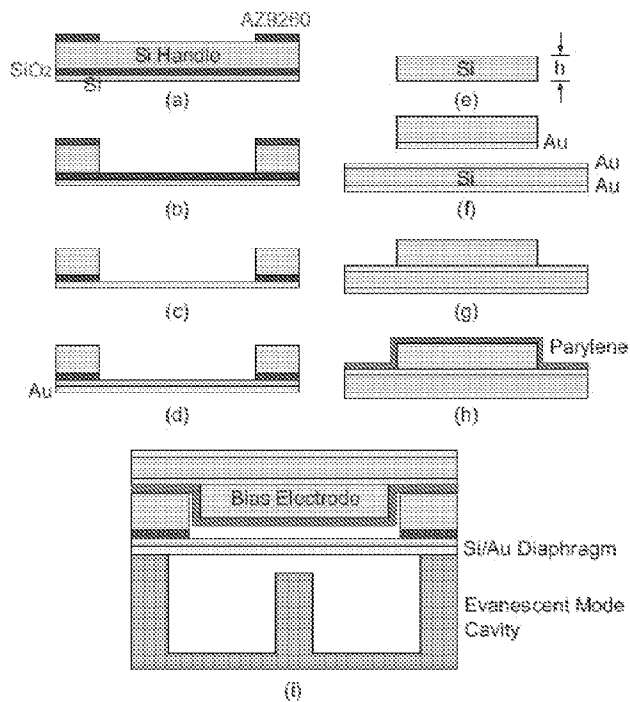 AZ9260
Si Handle
SiO2
Si
(a)
(b)
(c)
Au
(d)
Si
h
(e)
Au
Au
Si
Au
(f)
(g)
Parylene
(h)
Bias Electrode
Si/Au Diaphragm
Evanescent Mode
Cavity
(i)